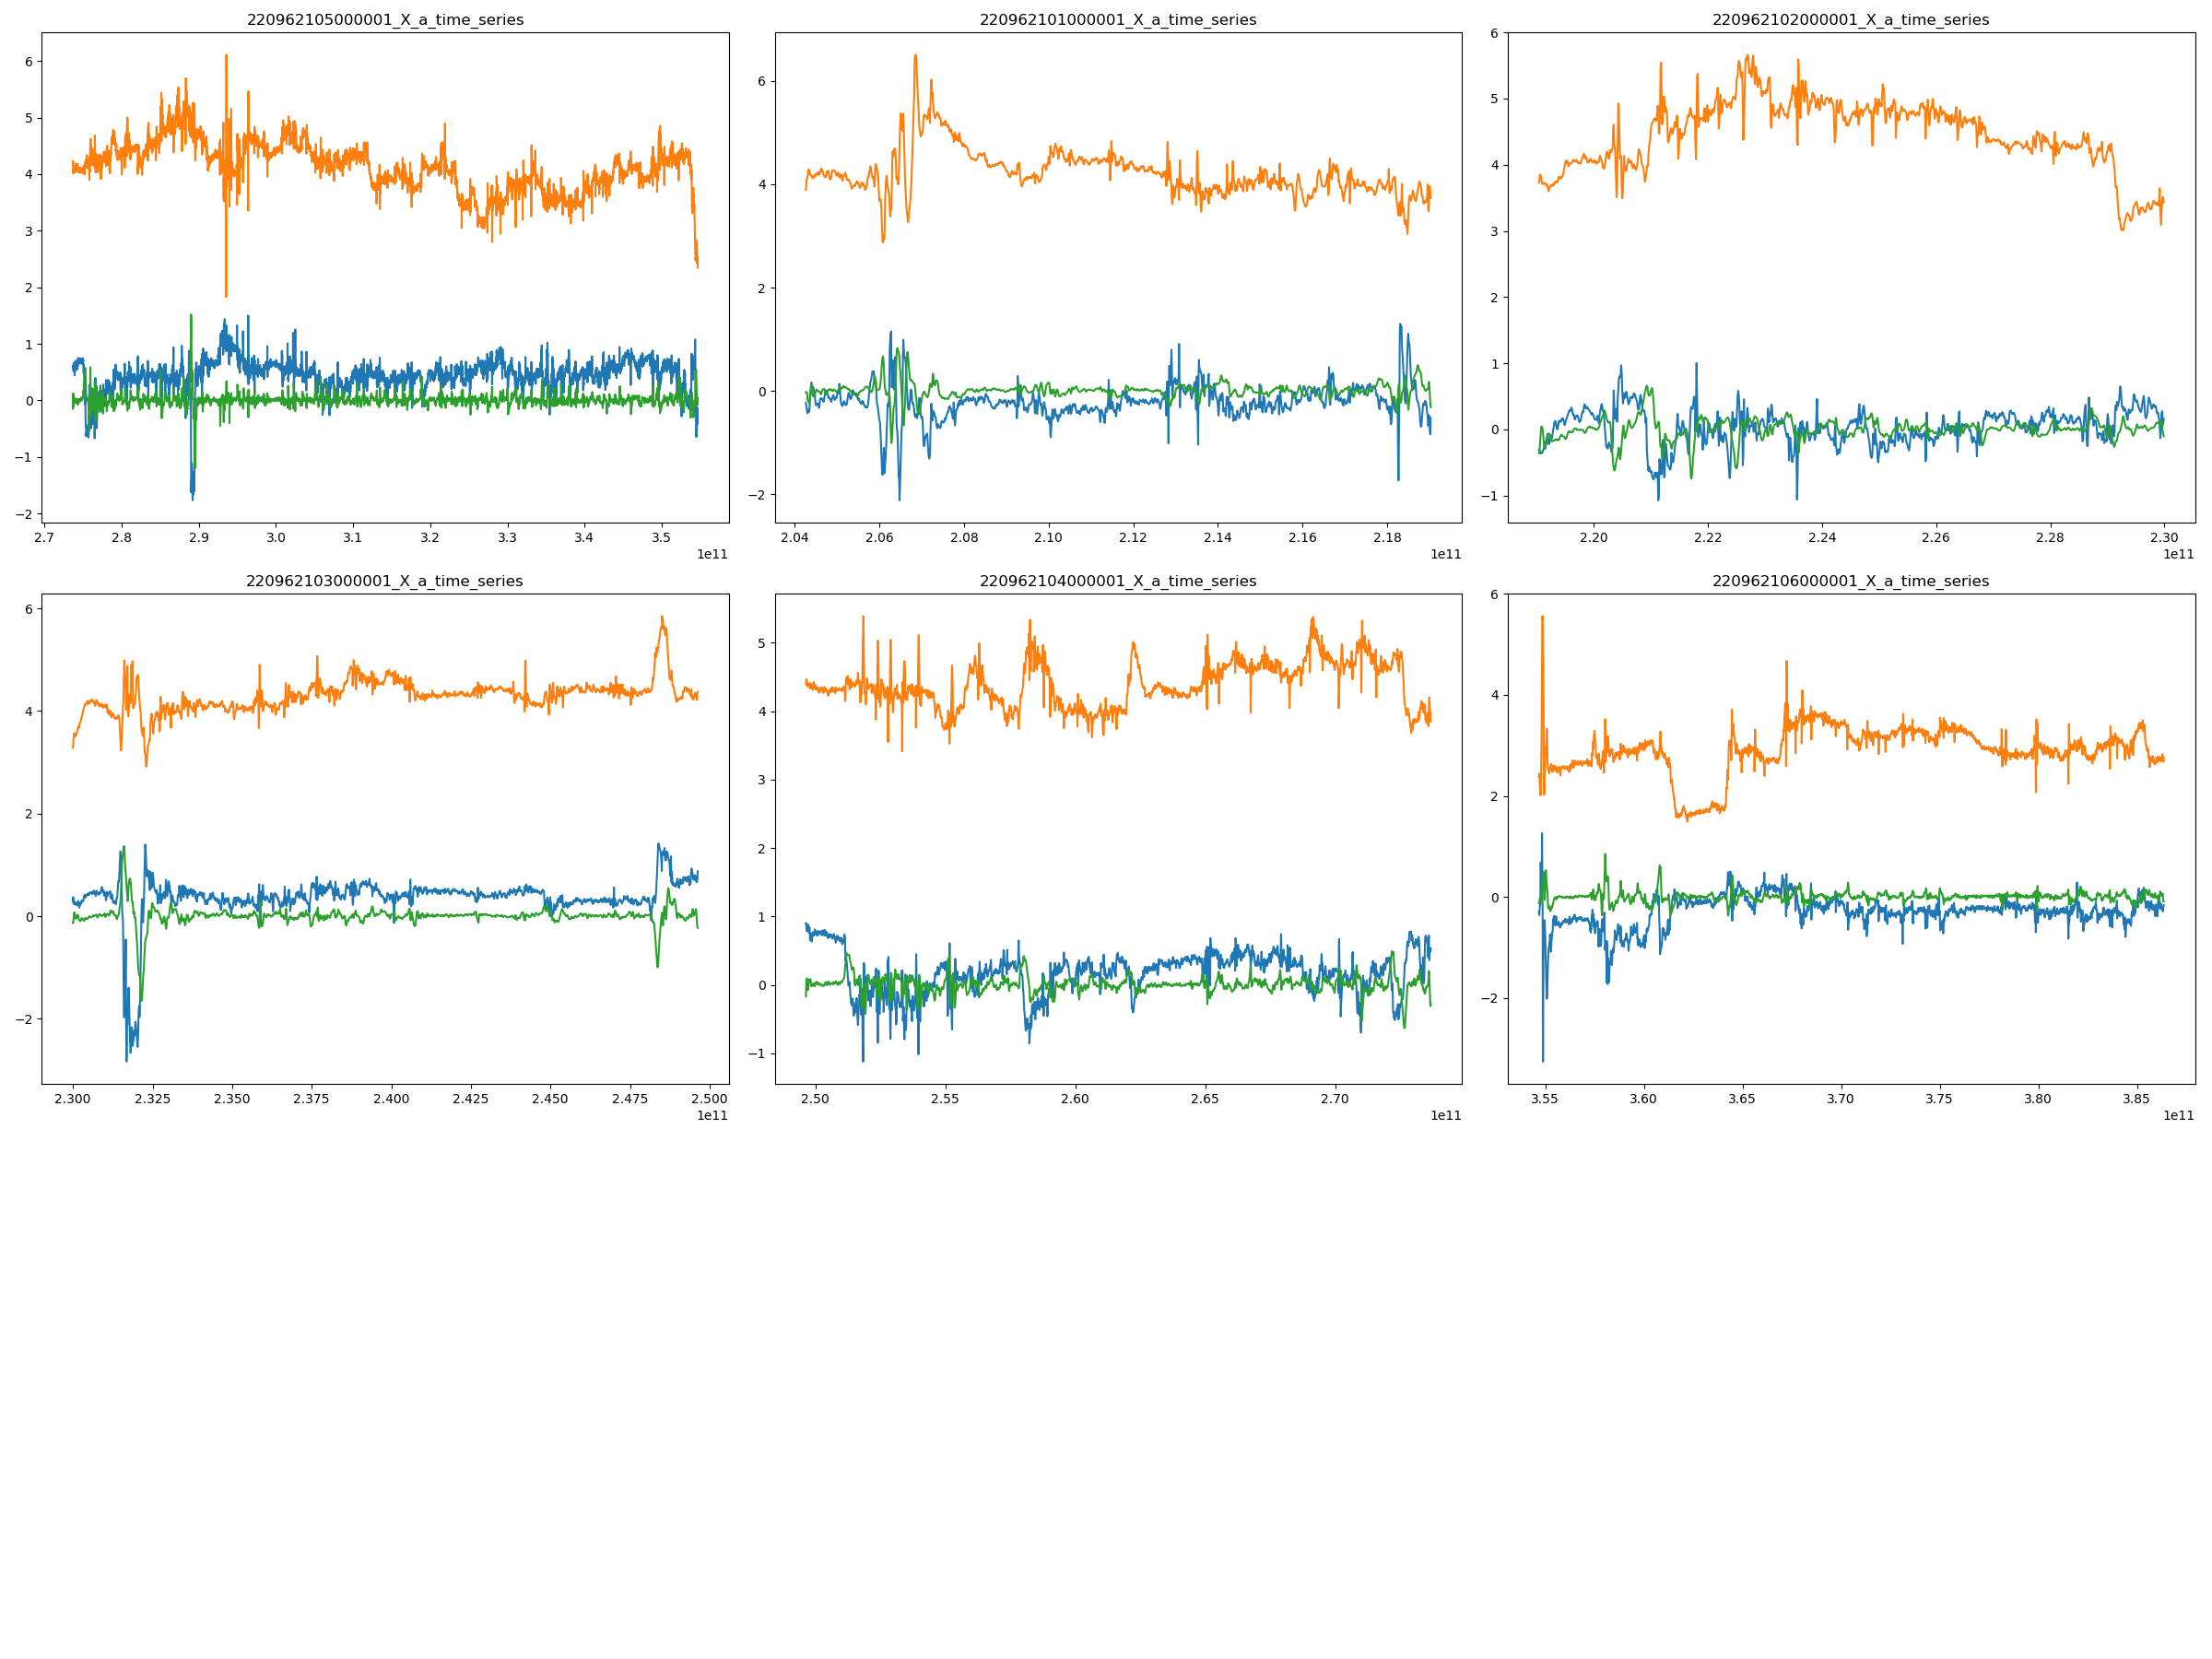 220962105000001_X_a_time_series
6
5
4
3
2
1
0
−1
−2
2.7 2.8 2.9 3.0 3.1 3.2 3.3 3.4 3.5
1e11
220962101000001_X_a_time_series
6
4
2
0
−2
2.04 2.06 2.08 2.10 2.12 2.14 2.16 2.18
1e11
220962102000001_X_a_time_series
6
5
4
3
2
1
0
−1
2.20 2.22 2.24 2.26 2.28 2.30
1e11
220962103000001_X_a_time_series
6
4
2
0
−2
2.300 2.325 2.350 2.375 2.400 2.425 2.450 2.475 2.500
1e11
220962104000001_X_a_time_series
5
4
3
2
1
0
−1
2.50 2.55 2.60 2.65 2.70
1e11
220962106000001_X_a_time_series
6
4
2
0
−2
3.55 3.60 3.65 3.70 3.75 3.80 3.85
1e11